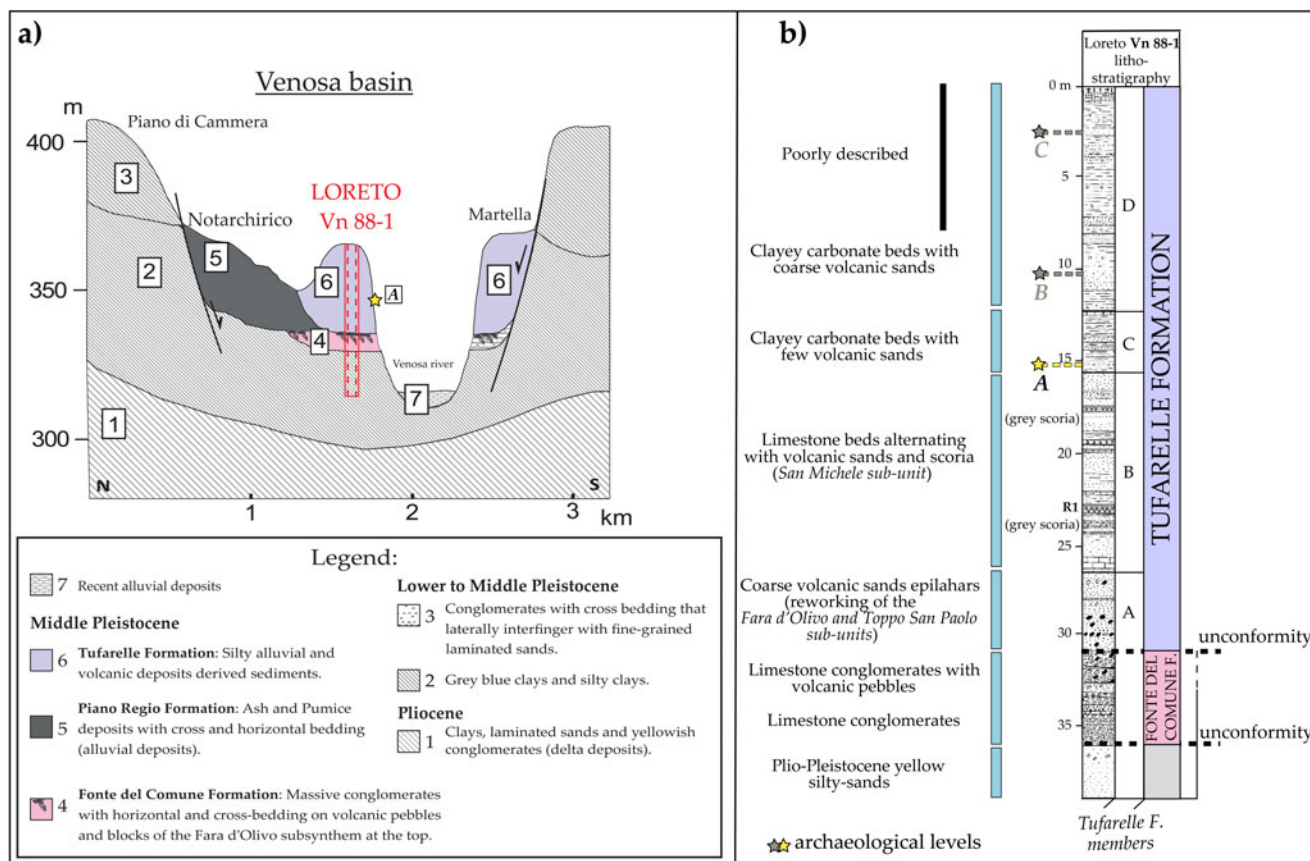 a)
Venosa basin
m
Piano di Cammera
400
3
LORETO
Vn 88-1
Notarchirico
Martella
5
2
6
6
A
350
4
Venosa river
7
1
300
N
S
1
2
3
km
Legend:
7 Recent alluvial deposits
Middle Pleistocene
6 Tufarelle Formation: Silty alluvial and
volcanic deposits derived sediments.
Piano Regio Formation: Ash and Pumice
5 deposits with cross and horizontal bedding
(alluvial deposits).
4 Fonte del Comune Formation: Massive conglomerates
with horizontal and cross-bedding on volcanic pebbles
and blocks of the Fara d'Olivo subsynthem at the top.
Lower to Middle Pleistocene
3 Conglomerates with cross bedding that
laterally interfinger with fine-grained
laminated sands.
2 Grey blue clays and silty clays.
Pliocene
1 Clays, laminated sands and yellowish
conglomerates (delta deposits).
b)
Loreto Vn 88-1
litho-
stratigraphy
0 m
C
Poorly described
5
D
Clayey carbonate beds with
coarse volcanic sands
10
B
Clayey carbonate beds with
few volcanic sands
C
15
A
(grey scoria)
Limestone beds alternating
with volcanic sands and scoria
(San Michele sub-unit)
20
B
R1
(grey scoria)
25
Coarse volcanic sands epilahars
(reworking of the
Fara d'Olivo and Toppo San Paolo
sub-units)
A
30
unconformity
Limestone conglomerates with
volcanic pebbles
Limestone conglomerates
35
unconformity
Plio-Pleistocene yellow
silty-sands
TUFARELLE FORMATION
FONTE DEL
COMUNE F.
Tufarelle F.
members
archaeological levels